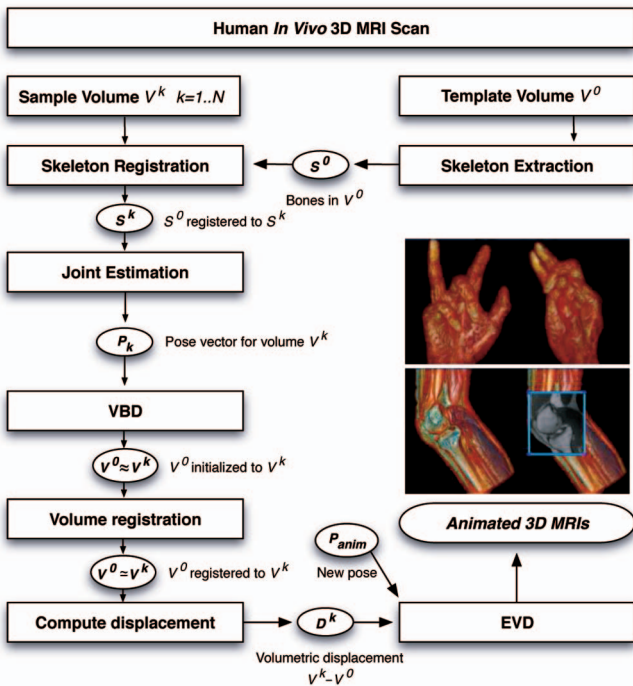 Human In Vivo 3D MRI Scan
Sample Volume V^k k=1..N
Template Volume V^0
Skeleton Registration
S^0
Skeleton Extraction
Bones in V^0
S^k
S^0 registered to S^k
Joint Estimation
P_k
Pose vector for volume V^k
VBD
V^0≈V^k
V^0 initialized to V^k
Volume registration
Animated 3D MRIs
P_anim
New pose
V^0≃V^k
V^0 registered to V^k
Compute displacement
D^k
EVD
Volumetric displacement
V^k–V^0